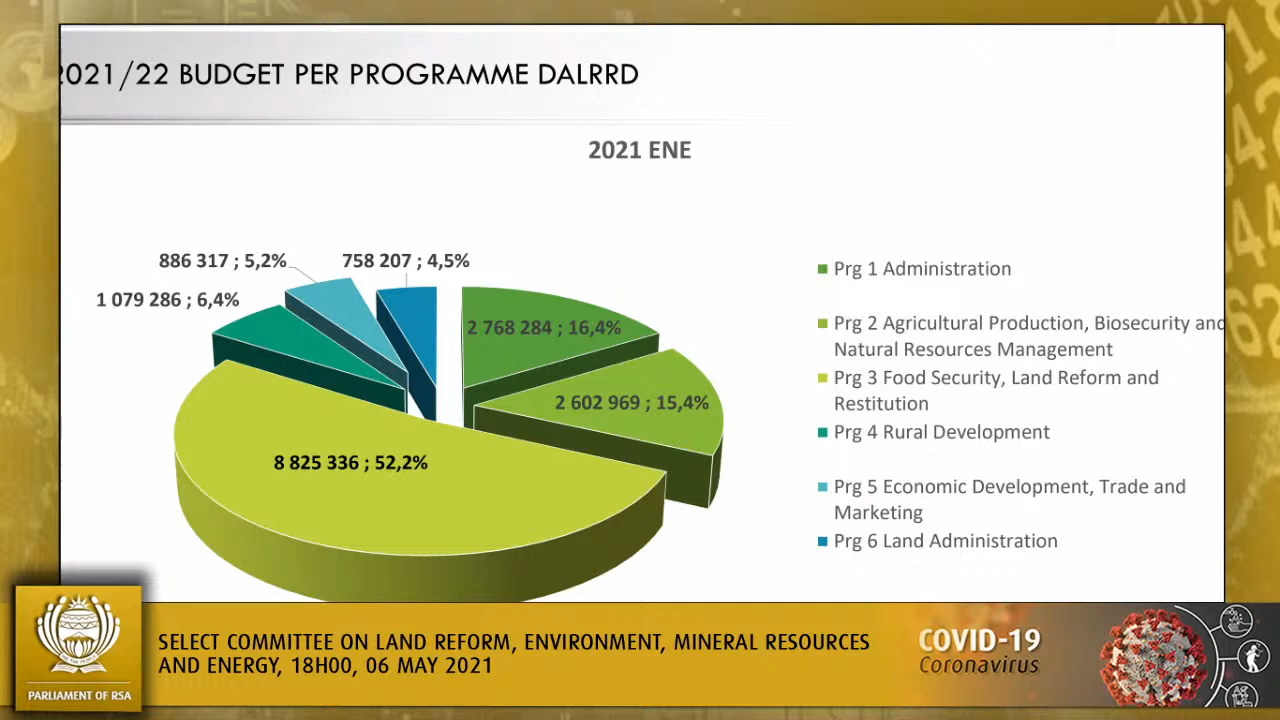 2021/22 BUDGET PER PROGRAMME DALRRD
2021 ENE
886 317 ; 5,2%
758 207 ; 4,5%
1 079 286 ; 6,4%
2 768 284 ; 16,4%
2 602 969 ; 15,4%
8 825 336 ; 52,2%
Prg 1 Administration
Prg 2 Agricultural Production, Biosecurity and
Natural Resources Management
Prg 3 Food Security, Land Reform and
Restitution
Prg 4 Rural Development
Prg 5 Economic Development, Trade and
Marketing
Prg 6 Land Administration
SELECT COMMITTEE ON LAND REFORM, ENVIRONMENT, MINERAL RESOURCES
AND ENERGY, 18H00, 06 MAY 2021
COVID-19
Coronavirus
PARLIAMENT OF RSA